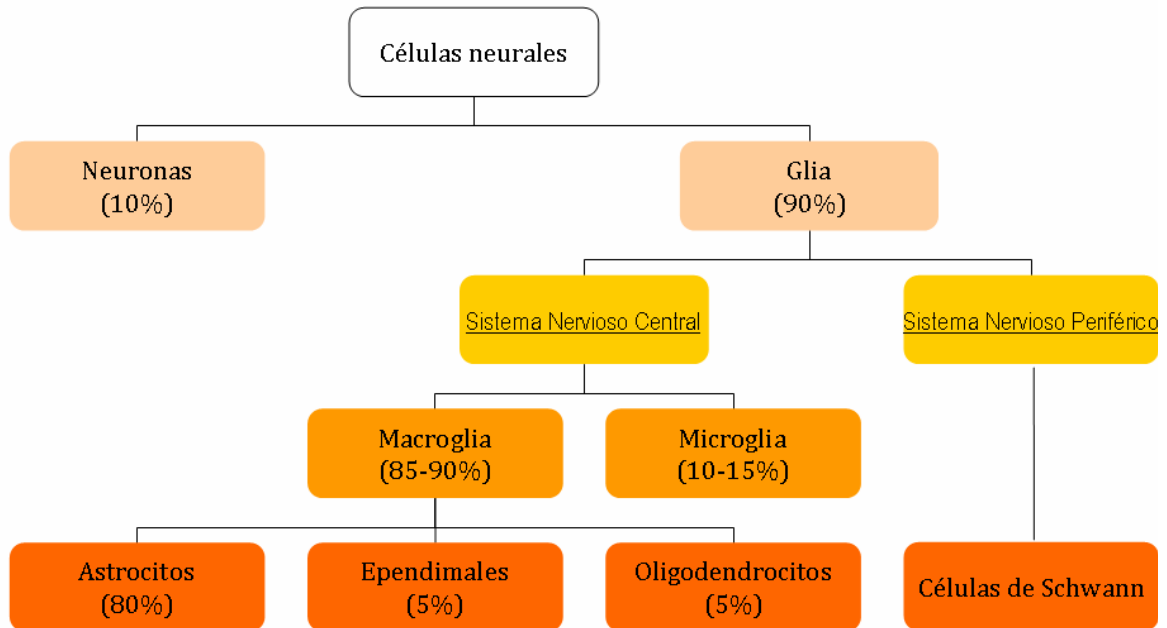 Células neurales
Neuronas
(10%)
Glia
(90%)
Sistema Nervioso Central
Sistema Nervioso Periférico
Macroglia
(85-90%)
Microglia
(10-15%)
Astrocitos
(80%)
Ependimales
(5%)
Oligodendrocitos
(5%)
Células de Schwann